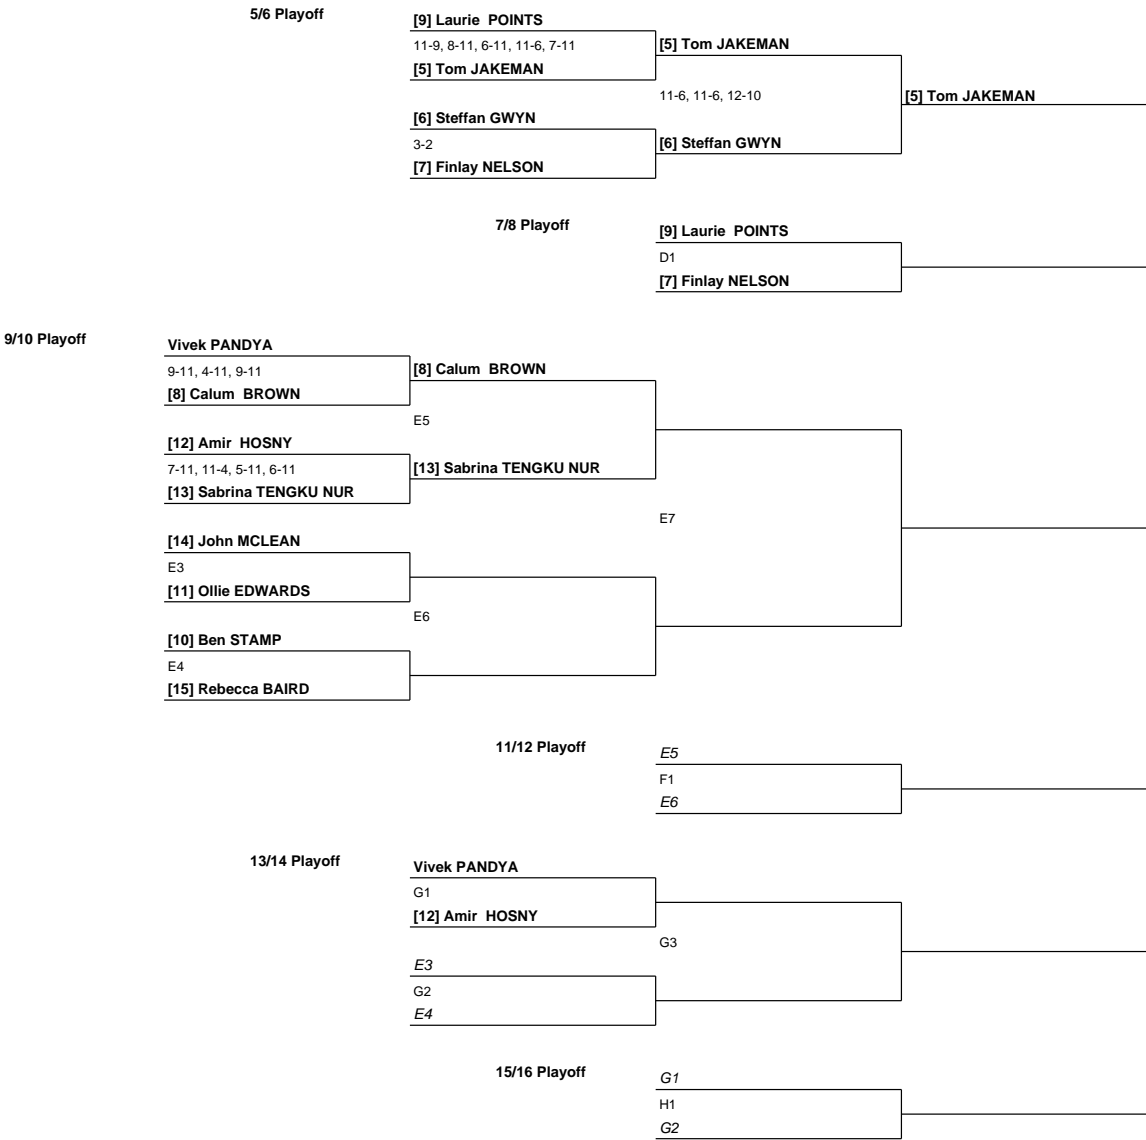 5/6 Playoff
[9] Laurie  POINTS
11-9, 8-11, 6-11, 11-6, 7-11
[5] Tom JAKEMAN
[5] Tom JAKEMAN
11-6, 11-6, 12-10
[5] Tom JAKEMAN
[6] Steffan GWYN
3-2
[6] Steffan GWYN
[7] Finlay NELSON
7/8 Playoff
[9] Laurie  POINTS
D1
[7] Finlay NELSON
9/10 Playoff
Vivek PANDYA
9-11, 4-11, 9-11
[8] Calum  BROWN
[8] Calum  BROWN
E5
[12] Amir  HOSNY
7-11, 11-4, 5-11, 6-11
[13] Sabrina TENGKU NUR
[13] Sabrina TENGKU NUR
E7
[14] John MCLEAN
E3
[11] Ollie EDWARDS
E6
[10] Ben STAMP
E4
[15] Rebecca BAIRD
11/12 Playoff
E5
F1
E6
13/14 Playoff
Vivek PANDYA
G1
[12] Amir  HOSNY
G3
E3
G2
E4
15/16 Playoff
G1
H1
G2